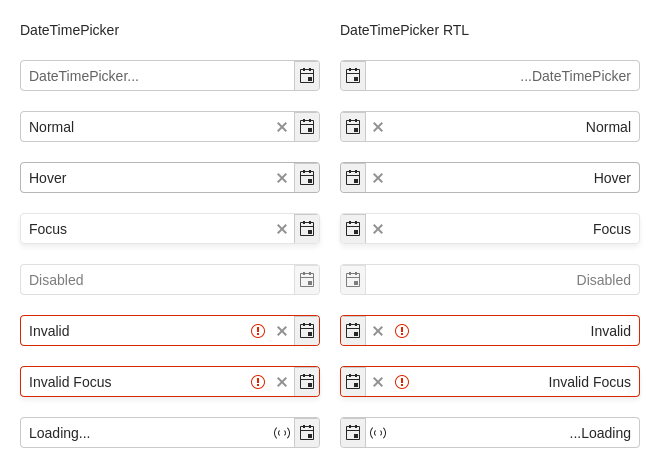 DateTimePicker
DateTimePicker RTL
DateTimePicker...
...DateTimePicker
Normal
Normal
Hover
Hover
Focus
Focus
Disabled
Disabled
Invalid
Invalid
Invalid Focus
Invalid Focus
Loading...
...Loading